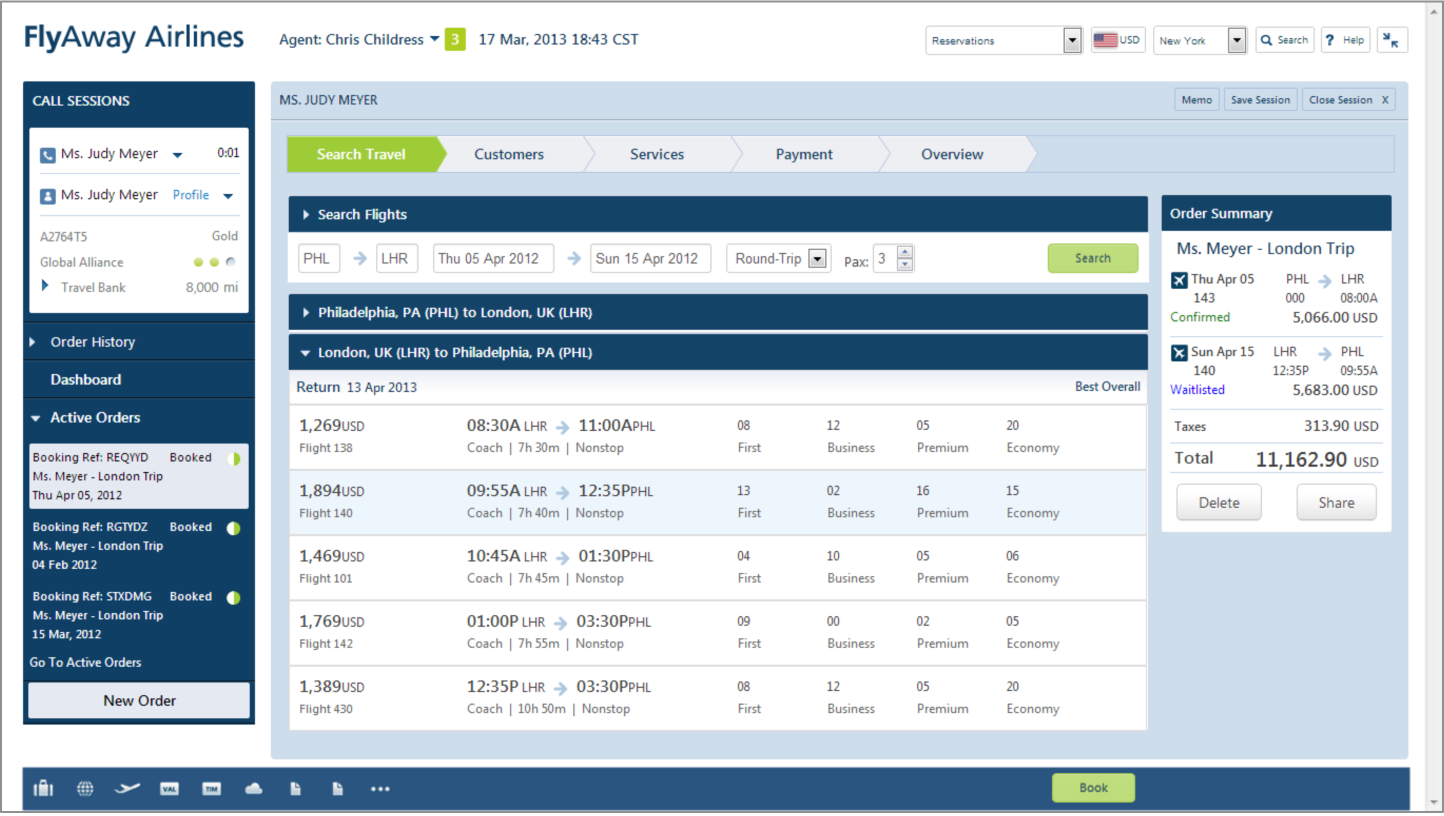 FlyAway Airlines
Agent: Chris Childress 3 17 Mar, 2013 18:43 CST
Reservations USD New York Search ? Help
CALL SESSIONS
Ms. Judy Meyer 0:01
Ms. Judy Meyer Profile
A2764T5 Gold
Global Alliance
Travel Bank 8,000 mi
Order History
Dashboard
Active Orders
Booking Ref: REQYYD Booked
Ms. Meyer - London Trip
Thu Apr 05, 2012
Booking Ref: RGTYDZ Booked
Ms. Meyer - London Trip
04 Feb 2012
Booking Ref: STXDMG Booked
Ms. Meyer - London Trip
15 Mar, 2012
Go To Active Orders
New Order
MS. JUDY MEYER
Memo Save Session Close Session X
Search Travel Customers Services Payment Overview
Search Flights
PHL LHR Thu 05 Apr 2012 Sun 15 Apr 2012 Round-Trip Pax: 3 Search
Philadelphia, PA (PHL) to London, UK (LHR)
London, UK (LHR) to Philadelphia, PA (PHL)
Return 13 Apr 2013 Best Overall
1,269USD 08:30A LHR 11:00APHL 08 12 05 20
Flight 138 Coach | 7h 30m | Nonstop First Business Premium Economy
1,894USD 09:55A LHR 12:35PPHL 13 02 16 15
Flight 140 Coach | 7h 40m | Nonstop First Business Premium Economy
1,469USD 10:45A LHR 01:30PPHL 04 10 05 06
Flight 101 Coach | 7h 45m | Nonstop First Business Premium Economy
1,769USD 01:00P LHR 03:30PPHL 09 00 02 05
Flight 142 Coach | 7h 55m | Nonstop First Business Premium Economy
1,389USD 12:35P LHR 03:30PPHL 08 12 05 20
Flight 430 Coach | 10h 50m | Nonstop First Business Premium Economy
Order Summary
Ms. Meyer - London Trip
Thu Apr 05 PHL LHR
143 000 08:00A
Confirmed 5,066.00 USD
Sun Apr 15 LHR PHL
140 12:35P 09:55A
Waitlisted 5,683.00 USD
Taxes 313.90 USD
Total 11,162.90 USD
Delete Share
VAL TIM Book